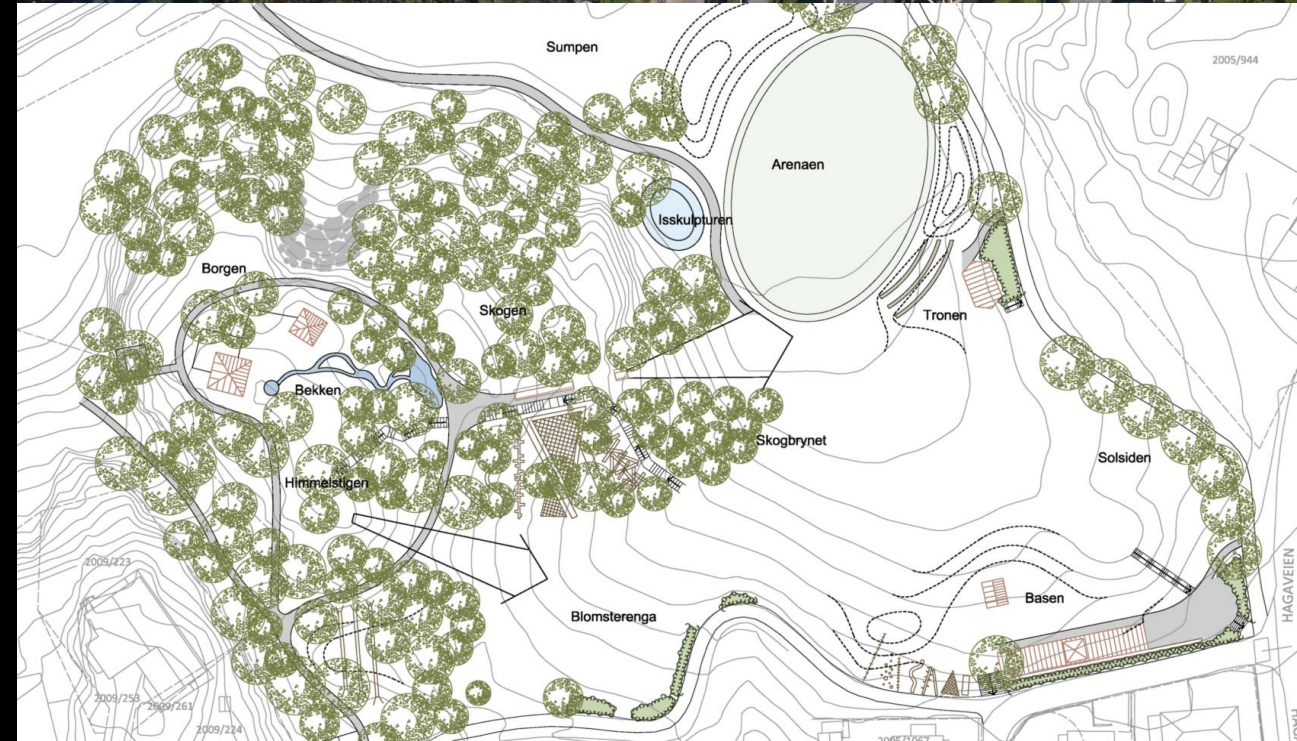 Sumpen
2005/944
Arenaen
Isskulpturen
Borgen
Skogen
Tronen
Bekken
Skogbrynet
Solsiden
Himmelstigen
2009/223
HAGAVEIEN
Basen
Blomsterenga
2009/253
2009/261
2009/224